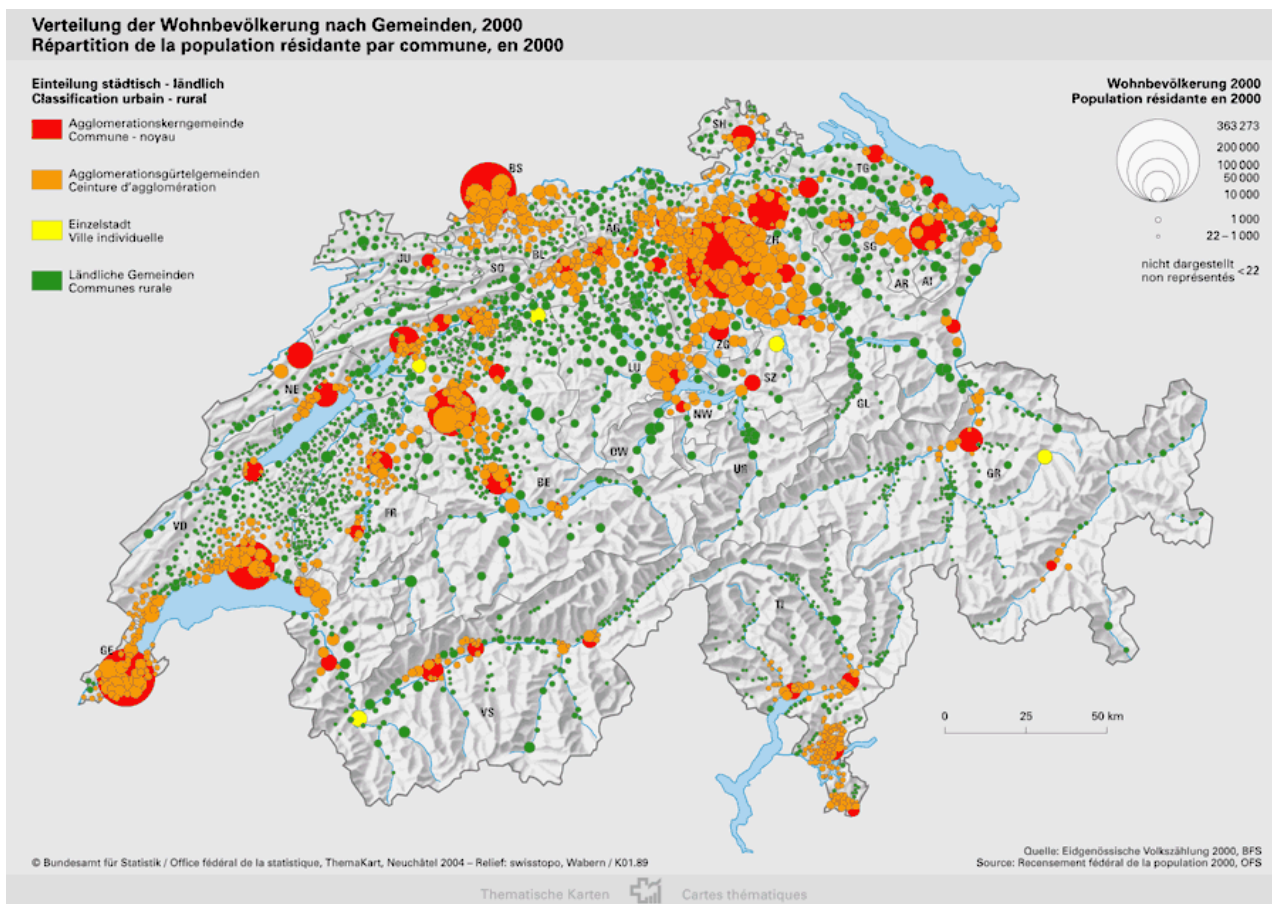 Verteilung der Wohnbevölkerung nach Gemeinden, 2000
Répartition de la population résidante par commune, en 2000
Einteilung städtisch - ländlich
Classification urbain - rural
Agglomerationskerngemeinde
Commune - noyau
Agglomerationsgürtelgemeinden
Ceinture d'agglomération
Einzelstadt
Ville individuelle
Ländliche Gemeinden
Communes rurale
Wohnbevölkerung 2000
Population résidante en 2000
363 273
200 000
100 000
50 000
10 000
1 000
22 – 1 000
nicht dargestellt
non représentés
< 22
SH
BS
TG
AG
ZR
JU
BL
SO
SG
AR
AI
ZG
LU
SZ
NE
NW
GL
OW
UR
BE
GR
FR
VD
TI
GE
VS
0 25 50 km
© Bundesamt für Statistik / Office fédéral de la statistique, ThemaKart, Neuchâtel 2004 – Relief: swisstopo, Wabern / K01.89
Quelle: Eidgenössische Volkszählung 2000, BFS
Source: Recensement fédéral de la population 2000, OFS
Thematische Karten Cartes thématiques